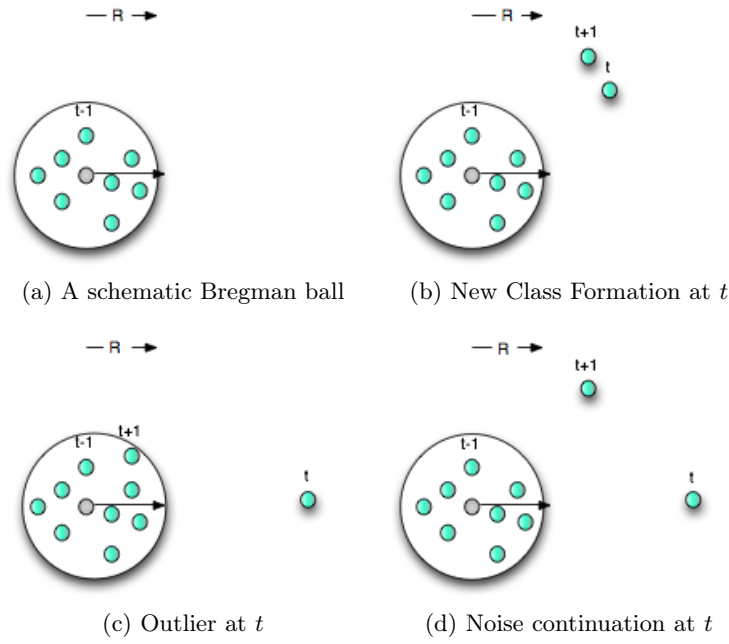 R
t-1
(a) A schematic Bregman ball
R
t+1
t
t-1
(b) New Class Formation at t
R
t-1
t+1
t
(c) Outlier at t
R
t+1
t-1
t
(d) Noise continuation at t